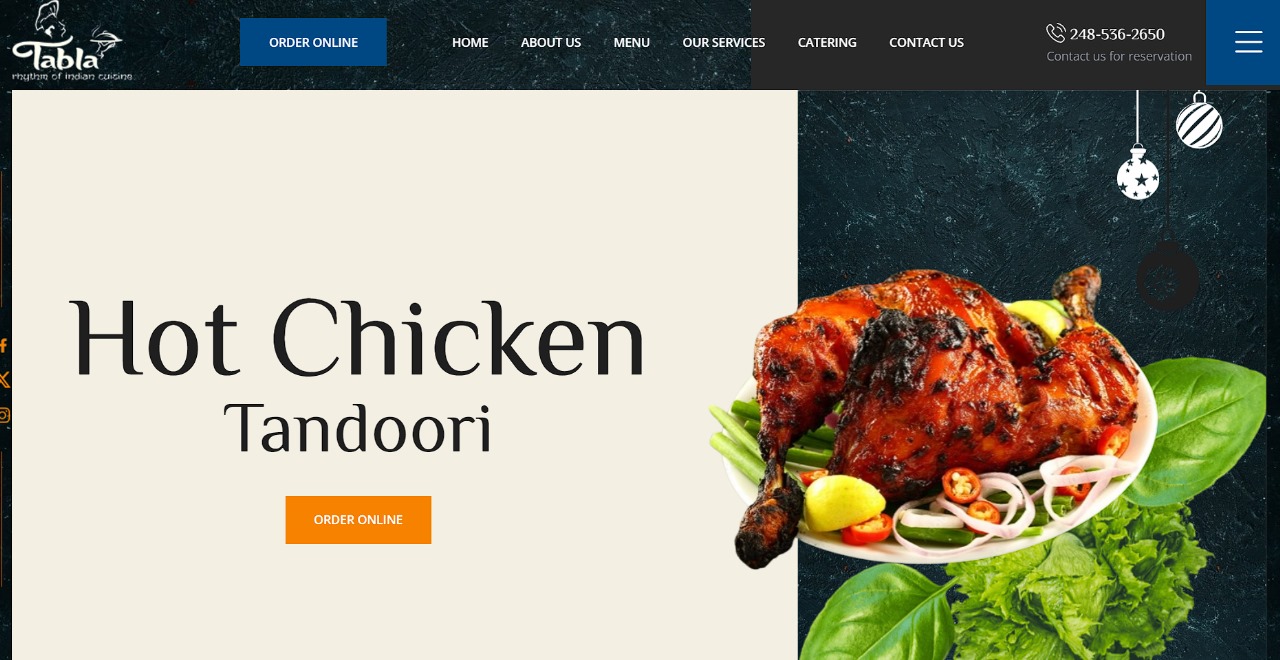 Tabla
rhythm of indian cuisine
ORDER ONLINE
HOME
ABOUT US
MENU
OUR SERVICES
CATERING
CONTACT US
248-536-2650
Contact us for reservation
Hot Chicken
Tandoori
ORDER ONLINE